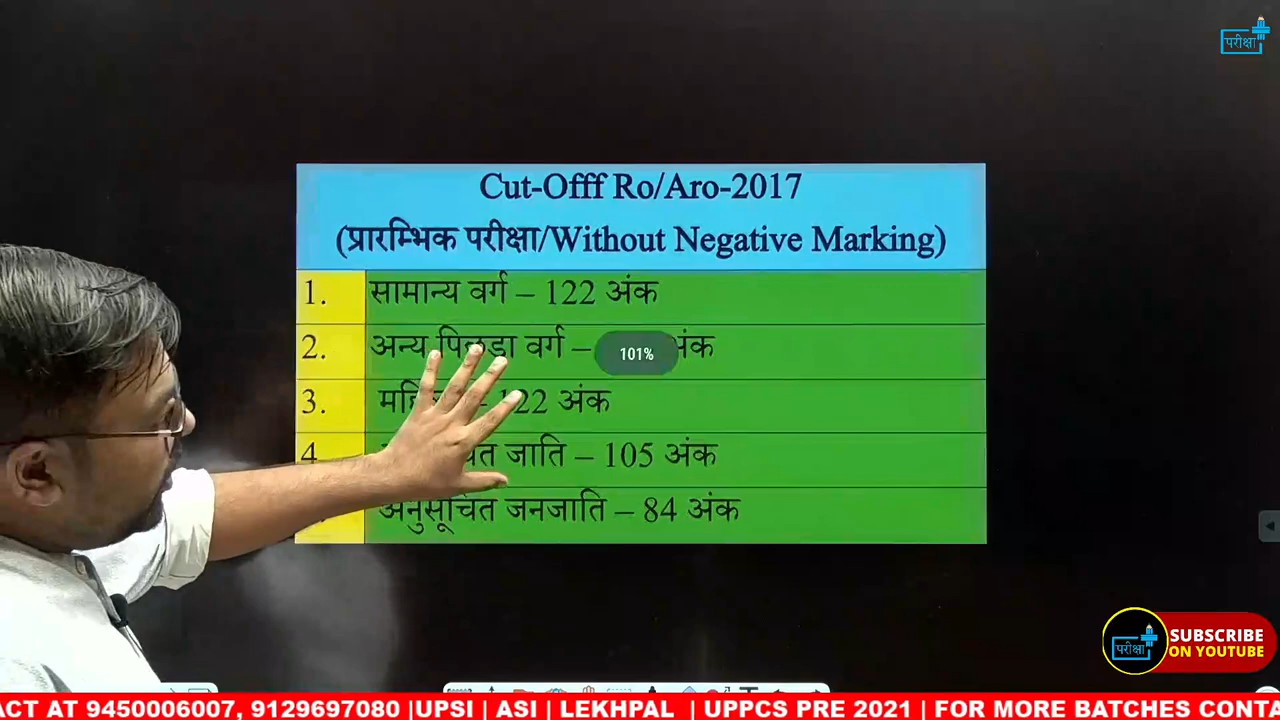 परीक्षा
Cut-Offf Ro/Aro-2017
(प्रारम्भिक परीक्षा/Without Negative Marking)
1. सामान्य वर्ग – 122 अंक
2. अन्य पिछड़ा वर्ग – अंक
101%
3. – 122 अंक
4. जाति – 105 अंक
अनुसूचित जनजाति – 84 अंक
परीक्षा
SUBSCRIBE
ON YOUTUBE
ACT AT 9450006007, 9129697080 |UPSI | ASI | LEKHPAL | UPPCS PRE 2021 | FOR MORE BATCHES CONTA